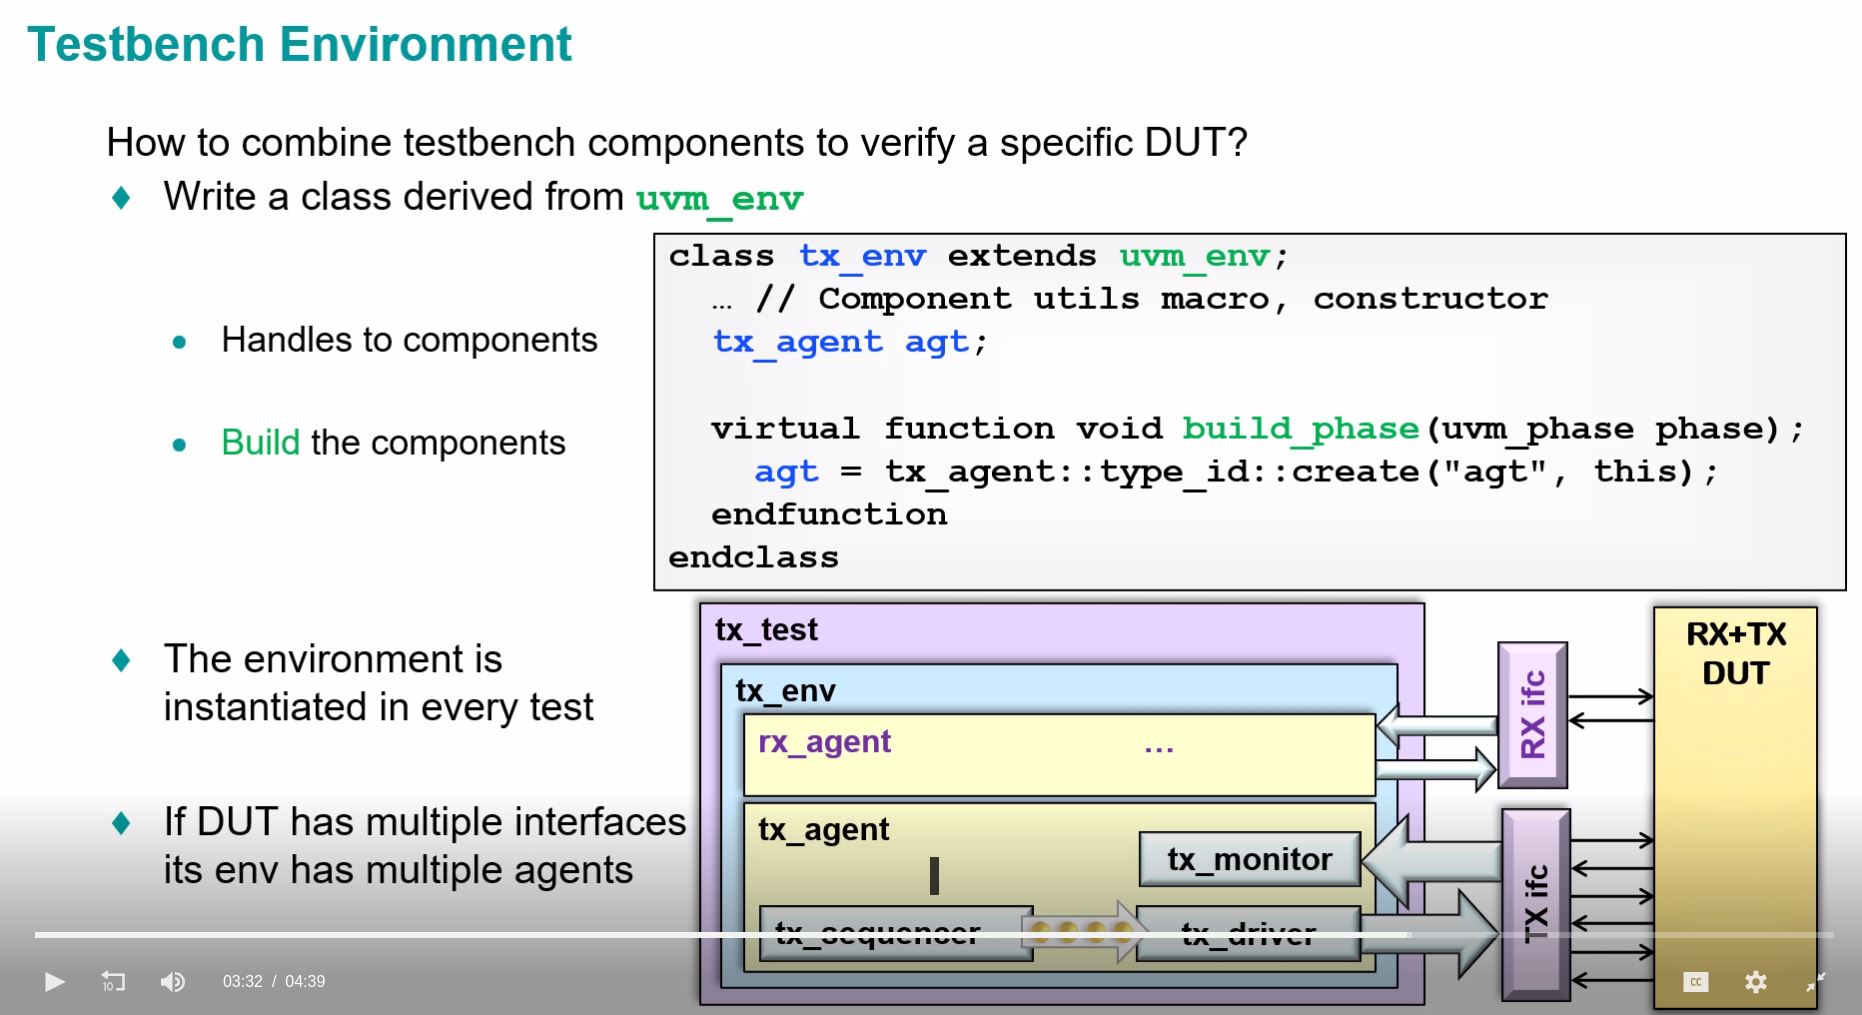 Testbench Environment
How to combine testbench components to verify a specific DUT?
Write a class derived from uvm_env
Handles to components
Build the components
class tx_env extends uvm_env;
… // Component utils macro, constructor
tx_agent agt;
virtual function void build_phase(uvm_phase phase);
agt = tx_agent::type_id::create("agt", this);
endfunction
endclass
The environment is
instantiated in every test
If DUT has multiple interfaces
its env has multiple agents
tx_test
tx_env
rx_agent …
tx_agent
tx_monitor
tx_sequencer
tx_driver
RX ifc
TX ifc
RX+TX
DUT
10
03:32 / 04:39
CC